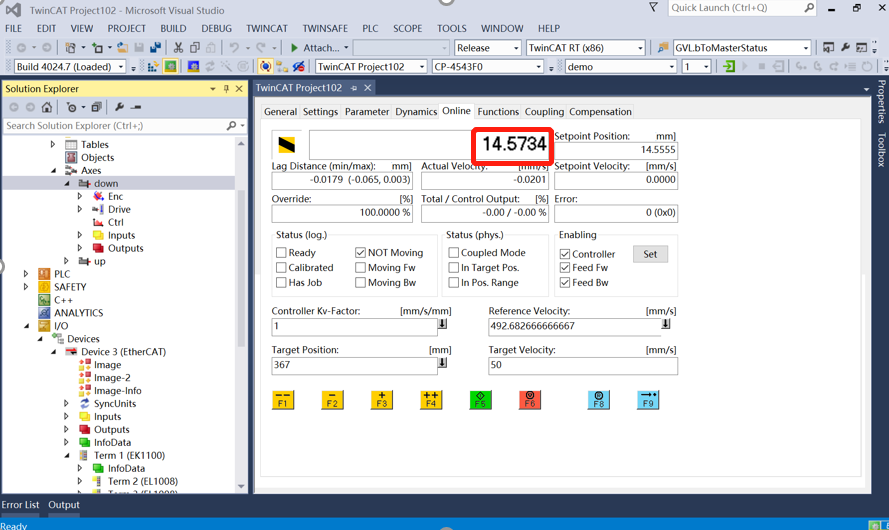 TwinCAT Project102 - Microsoft Visual Studio
Quick Launch (Ctrl+Q)
FILE EDIT VIEW PROJECT BUILD DEBUG TWINCAT TWINSAFE PLC SCOPE TOOLS WINDOW HELP
Attach... Release TwinCAT RT (x86) GVL.bToMasterStatus
Build 4024.7 (Loaded) TwinCAT Project102 CP-4543F0 demo 1
Solution Explorer
Search Solution Explorer (Ctrl+;)
Tables
Objects
Axes
down
Enc
Drive
Ctrl
Inputs
Outputs
up
PLC
SAFETY
C++
ANALYTICS
I/O
Devices
Device 3 (EtherCAT)
Image
Image-2
Image-Info
SyncUnits
Inputs
Outputs
InfoData
Term 1 (EK1100)
InfoData
Term 2 (EL1008)
TwinCAT Project102
General Settings Parameter Dynamics Online Functions Coupling Compensation
14.5734
Setpoint Position: mm]
14.5555
Lag Distance (min/max): mm] Actual Velocity: [mm/s] Setpoint Velocity: [mm/s]
-0.0179 (-0.065, 0.003) -0.0201 0.0000
Override: [%] Total / Control Output: [%] Error:
100.0000 % -0.00 / -0.00 % 0 (0x0)
Status (log.) Status (phys.) Enabling
Ready NOT Moving Coupled Mode Controller Set
Calibrated Moving Fw In Target Pos. Feed Fw
Has Job Moving Bw In Pos. Range Feed Bw
Controller Kv-Factor: [mm/s/mm] Reference Velocity: [mm/s]
1 492.682666666667
Target Position: [mm] Target Velocity: [mm/s]
367 50
F1 F2 F3 F4 F5 F6 F8 F9
Properties
Toolbox
Error List Output
Ready